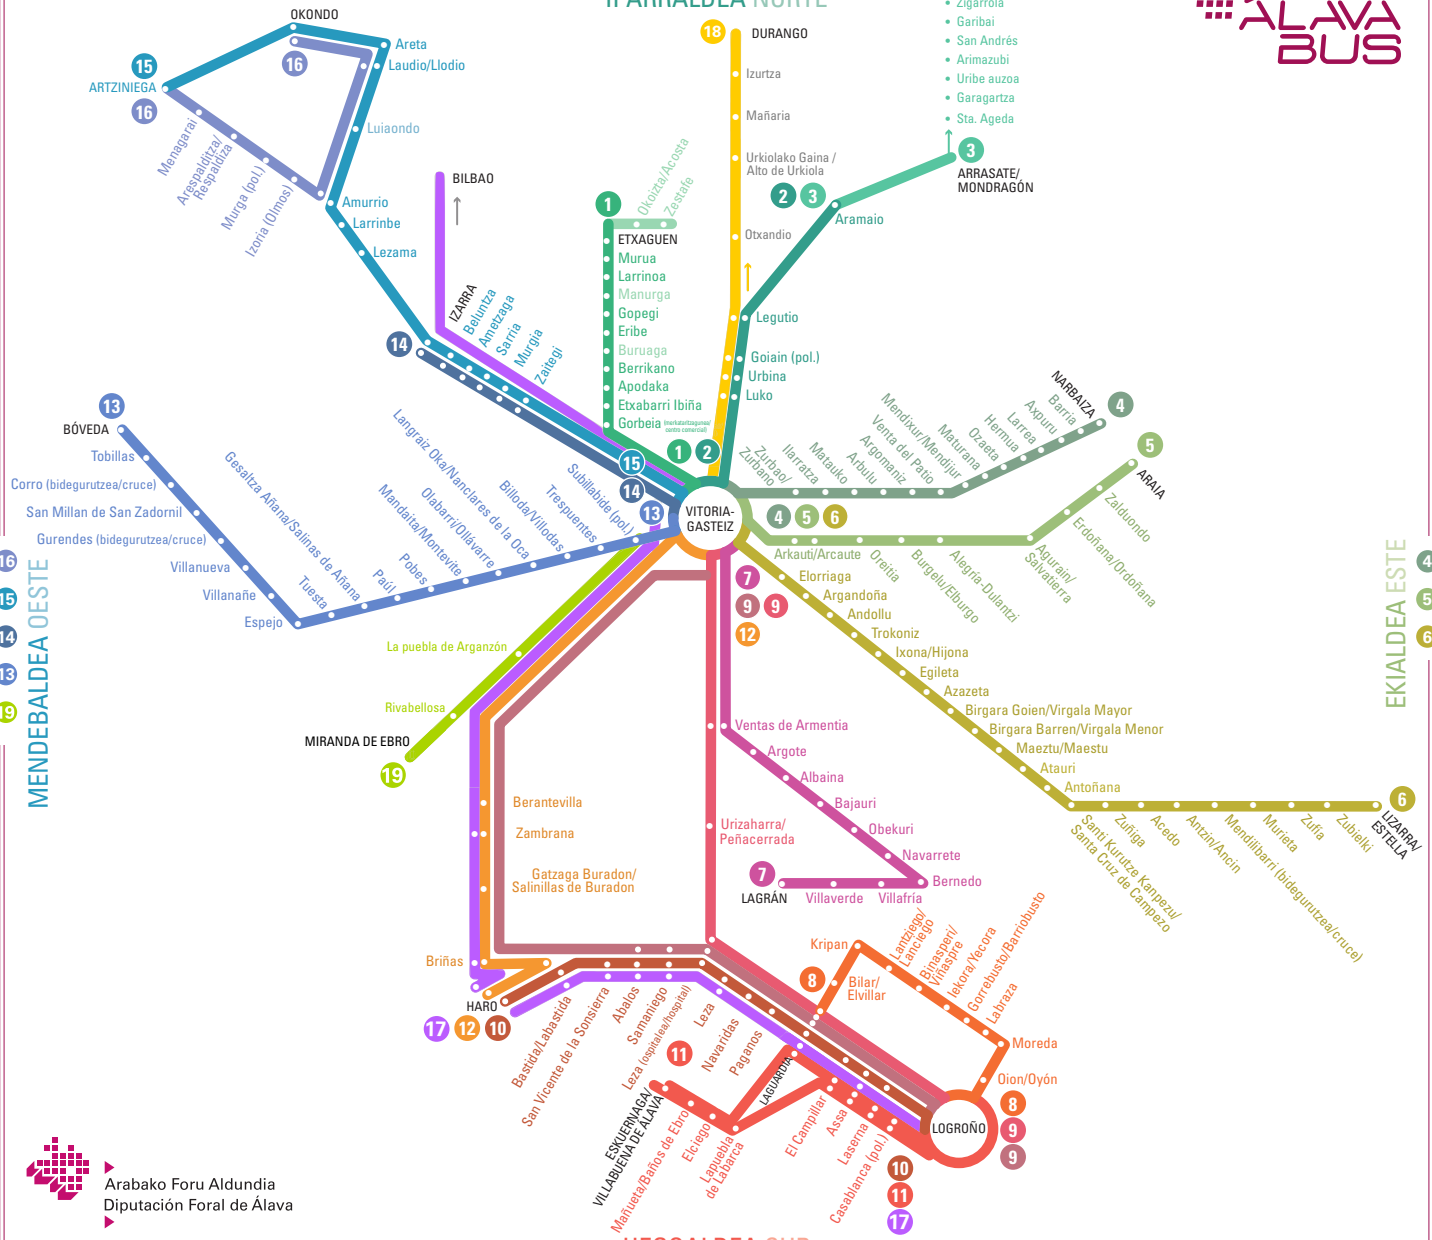 IPARRALDEA NORTE
ÁLAVA
BUS
Zigarrola
Garibai
San Andrés
Arimazubi
Uribe auzoa
Garagartza
Sta. Ageda
3
ARRASATE/
MONDRAGÓN
2 3
Aramaio
18
DURANGO
Izurtza
Mañaria
Urkiolako Gaina /
Alto de Urkiola
Otxandio
Legutio
Goiain (pol.)
Urbina
Luko
OKONDO
16
15
ARTZINIEGA
16
Areta
Laudio/Llodio
Luiaondo
Menagarai
Arespalditza/
Respaldiza
Murga (pol.)
Izoria (Olmos)
Amurrio
Larrinbe
Lezama
BILBAO
IZARRA
Beluntza
Ametzaga
Sarria
Murgia
Zaitegi
14
1
Okoizta/Acosta
Zestafe
ETXAGUEN
Murua
Larrinoa
Manurga
Gopegi
Eribe
Buruaga
Berrikano
Apodaka
Etxabarri Ibiña
Gorbeia (merkataritzagunea/
centro comercial)
1 2
15
14
13
VITORIA-
GASTEIZ
4 5 6
7
9 9
12
13
BÓVEDA
Tobillas
Corro (bidegurutzea/cruce)
San Millan de San Zadornil
Gurendes (bidegurutzea/cruce)
Villanueva
Villanañe
Espejo
Tuesta
Gesaltza Añana/Salinas de Añana
Paúl
Pobes
Mandaita/Montevite
Olabarri/Ollávarre
Langraiz Oka/Nanclares de la Oca
Billoda/Villodas
Trespuentes
Subillabide (pol.)
Zurbao/
Zurbano
Ilarratza
Matauko
Arbulu
Argomaniz
Venta del Patio
Mendixur/Mendijur
Maturana
Ozaeta
Hermua
Larrea
Axpuru
Barria
NARBAIZA
4
5
ARAIA
Zalduondo
Erdoñana/Ordoñana
Agurain/
Salvatierra
Alegría-Dulantzi
Burgelu/Elburgo
Oreitia
Arkauti/Arcaute
Elorriaga
Argandoña
Andollu
Trokoniz
Ixona/Hijona
Egileta
Azazeta
Birgara Goien/Virgala Mayor
Birgara Barren/Virgala Menor
Maeztu/Maestu
Atauri
Antoñana
Santi Kurutze Kanpezu/
Santa Cruz de Campezo
Zuñiga
Acedo
Antzin/Ancin
Mendilibarri (bidegurutzea/cruce)
Murieta
Zufia
Zubielki
6
LIZARRA/
ESTELLA
MENDEBALDEA OESTE
16
15
14
13
19
EKIALDEA ESTE
4
5
6
La puebla de Arganzón
Rivabellosa
MIRANDA DE EBRO
19
Berantevilla
Zambrana
Gatzaga Buradon/
Salinillas de Buradon
Briñas
HARO
17 12 10
Ventas de Armentia
Argote
Albaina
Bajauri
Obekuri
Navarrete
Bernedo
Villafría
Villaverde
7
LAGRÁN
Urizaharra/
Peñacerrada
Bastida/Labastida
San Vicente de la Sonsierra
Ábalos
Samaniego
Leza (ospitalea/hospital)
Leza
Navaridas
Paganos
LAGUARDIA
11
ESKUERNAGA/
VILLABUENA DE ÁLAVA
Mañueta/Baños de Ebro
Elciego
Lapuebla
de Labarca
El Campillar
Assa
Laserna
Casablanca (pol.)
8
Kripan
Bilar/
Elvillar
Lantziego/
Lanciego
Binasperi/
Viñaspre
Iekora/Yecora
Gorrebusto/Barriobusto
Labraza
Moreda
Oion/Oyón
LOGROÑO
8
9
9
10
11
17
Arabako Foru Aldundia
Diputación Foral de Álava
HEGOALDEA SUR